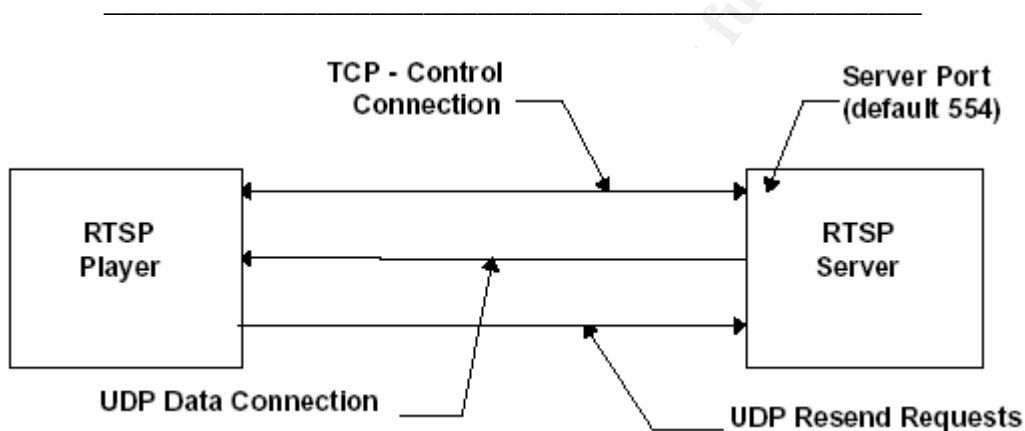 TCP - Control
Connection
Server Port
(default 554)
RTSP
Player
RTSP
Server
UDP Data Connection
UDP Resend Requests